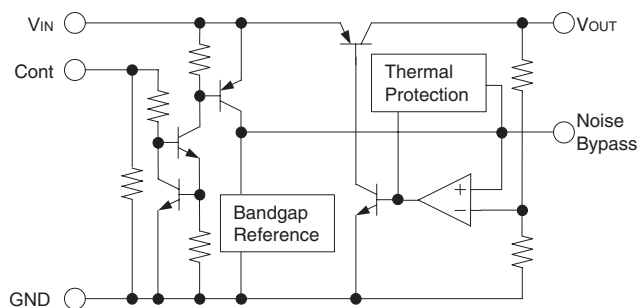 VIN
VOUT
Cont
Thermal
Protection
Noise
Bypass
+
−
Bandgap
Reference
GND